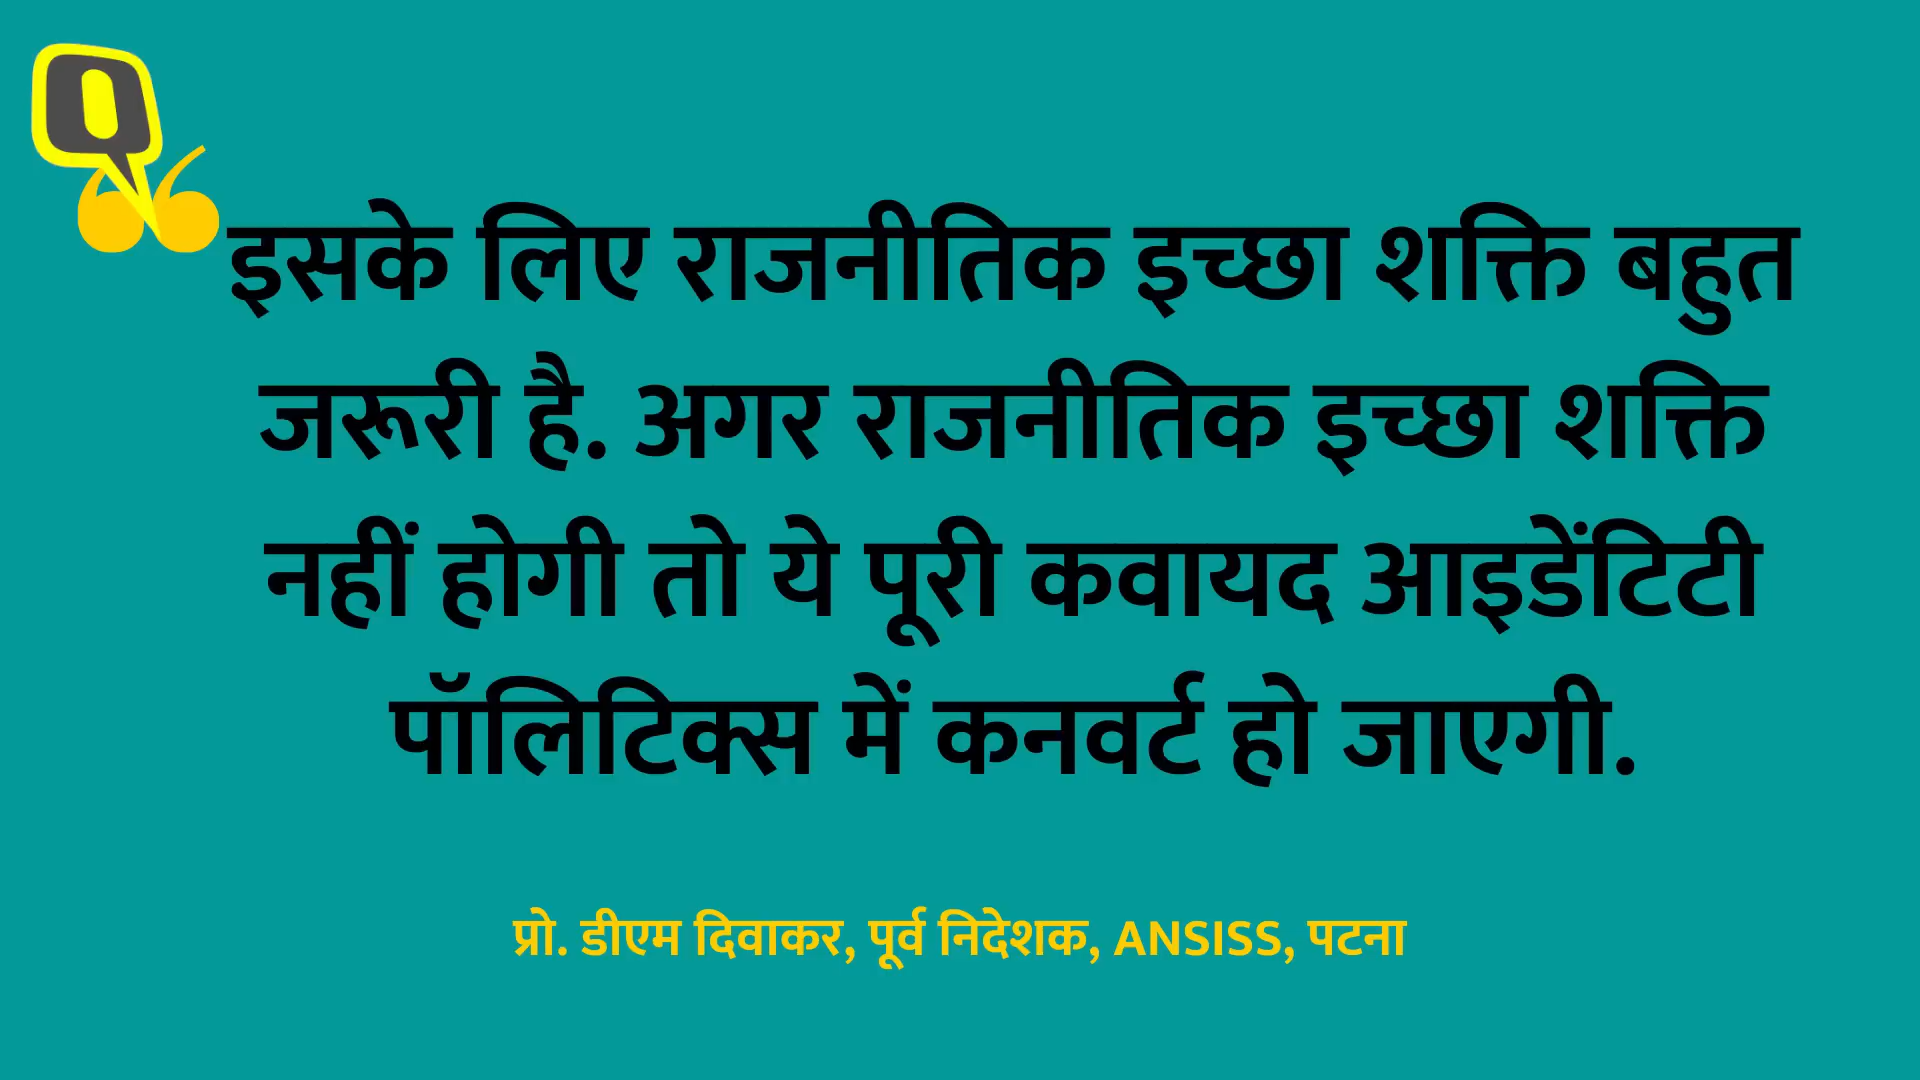 इसके लिए राजनीतिक इच्छा शक्ति बहुत
जरूरी है. अगर राजनीतिक इच्छा शक्ति
नहीं होगी तो ये पूरी कवायद आइडेंटिटी
पॉलिटिक्स में कनवर्ट हो जाएगी.
प्रो. डीएम दिवाकर, पूर्व निदेशक, ANSISS, पटना